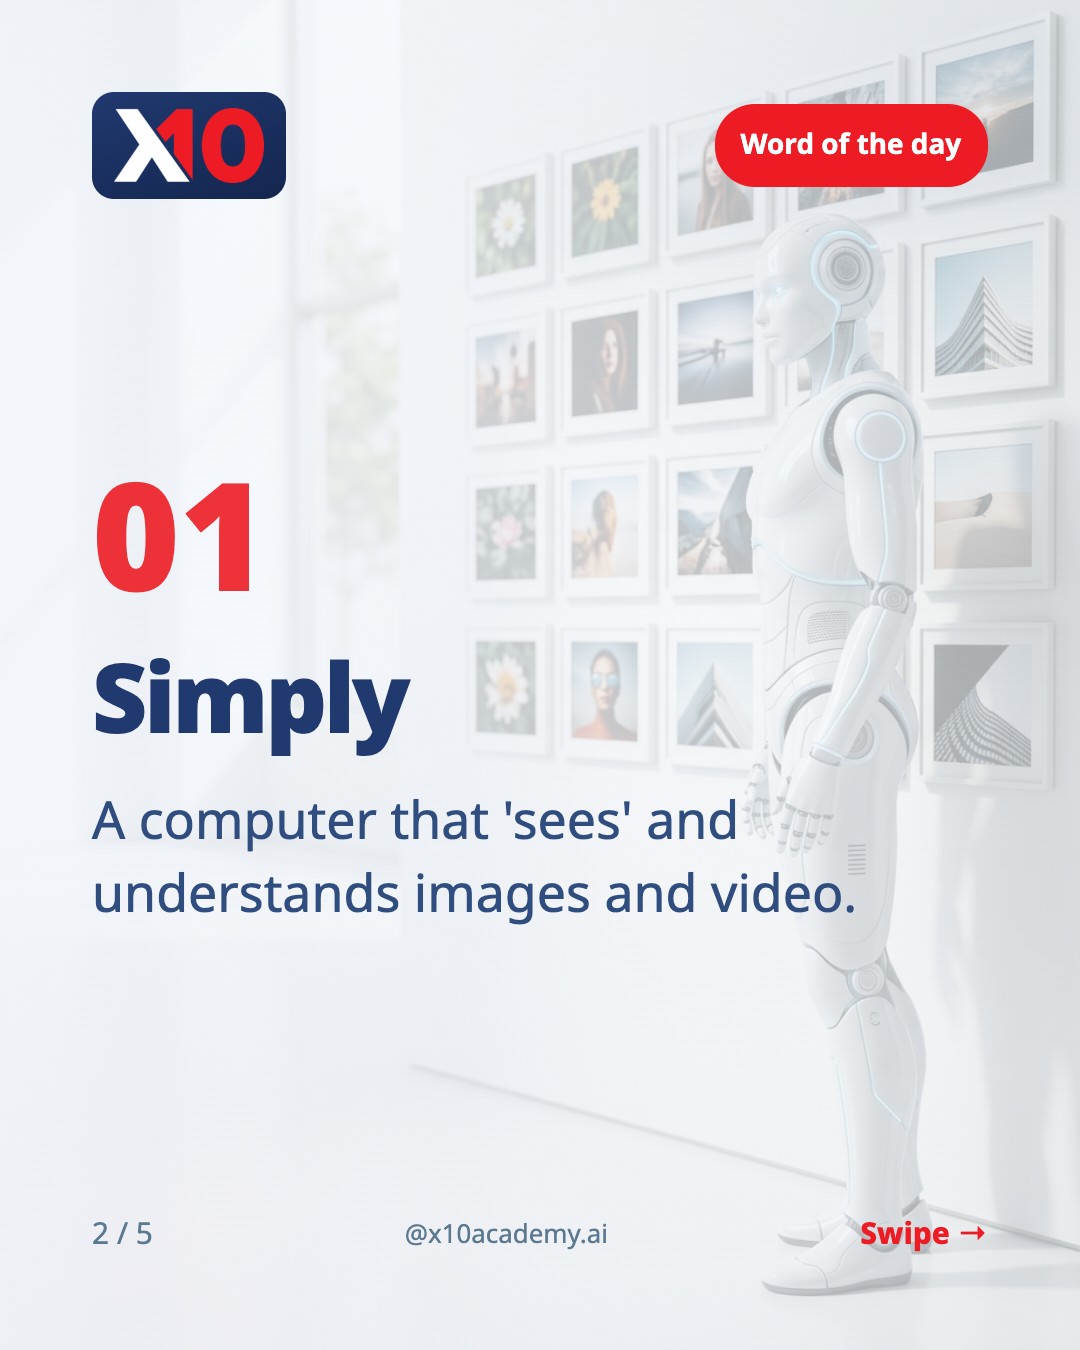 X10
Word of the day
01
Simply
A computer that 'sees' and
understands images and video.
2 / 5
@x10academy.ai
Swipe →